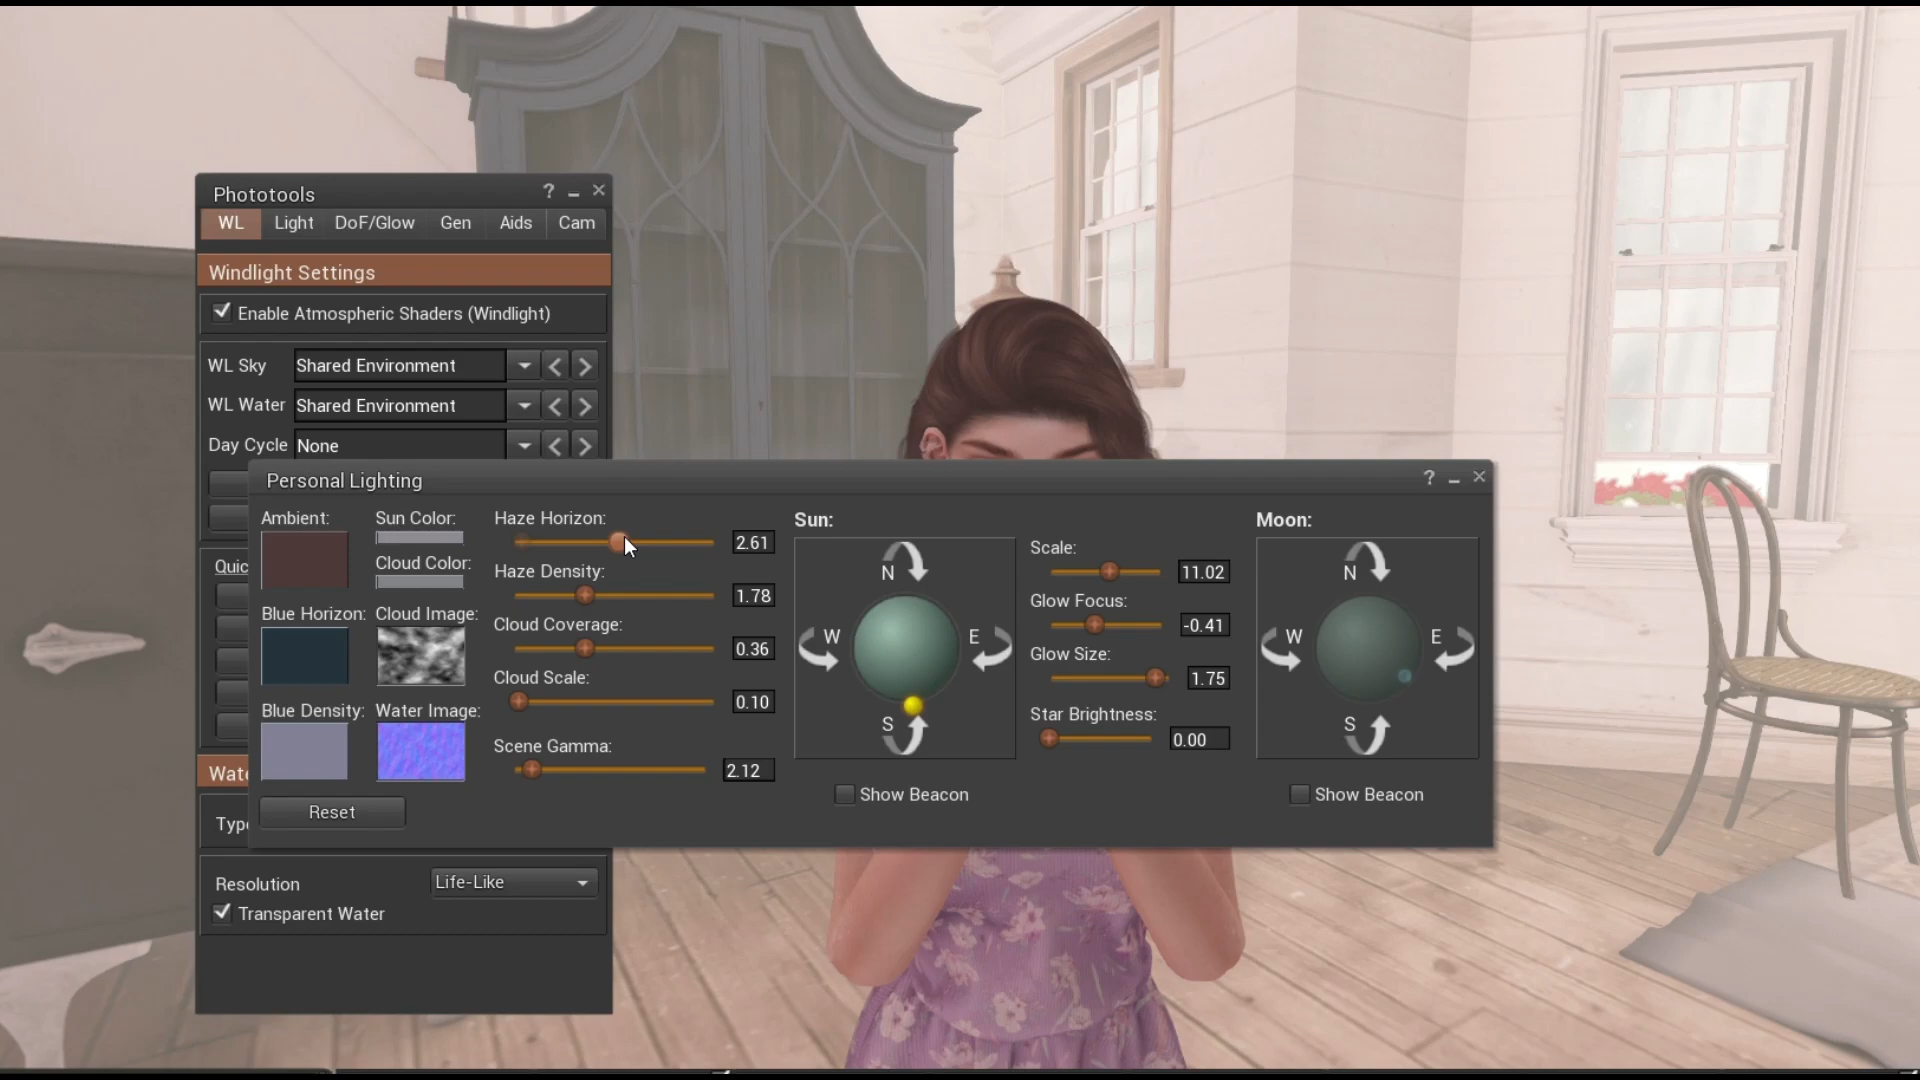 Phototools
? _ ×
WL Light DoF/Glow Gen Aids Cam
Windlight Settings
Enable Atmospheric Shaders (Windlight)
WL Sky Shared Environment
WL Water Shared Environment
Day Cycle None
Personal Lighting
? _ ×
Ambient:
Sun Color:
Cloud Color:
Blue Horizon:
Cloud Image:
Blue Density:
Water Image:
Reset
Haze Horizon:
2.61
Haze Density:
1.78
Cloud Coverage:
0.36
Cloud Scale:
0.10
Scene Gamma:
2.12
Sun:
N
W E
S
Show Beacon
Scale:
11.02
Glow Focus:
-0.41
Glow Size:
1.75
Star Brightness:
0.00
Moon:
N
W E
S
Show Beacon
Quic
Wate
Type
Resolution Life-Like
Transparent Water